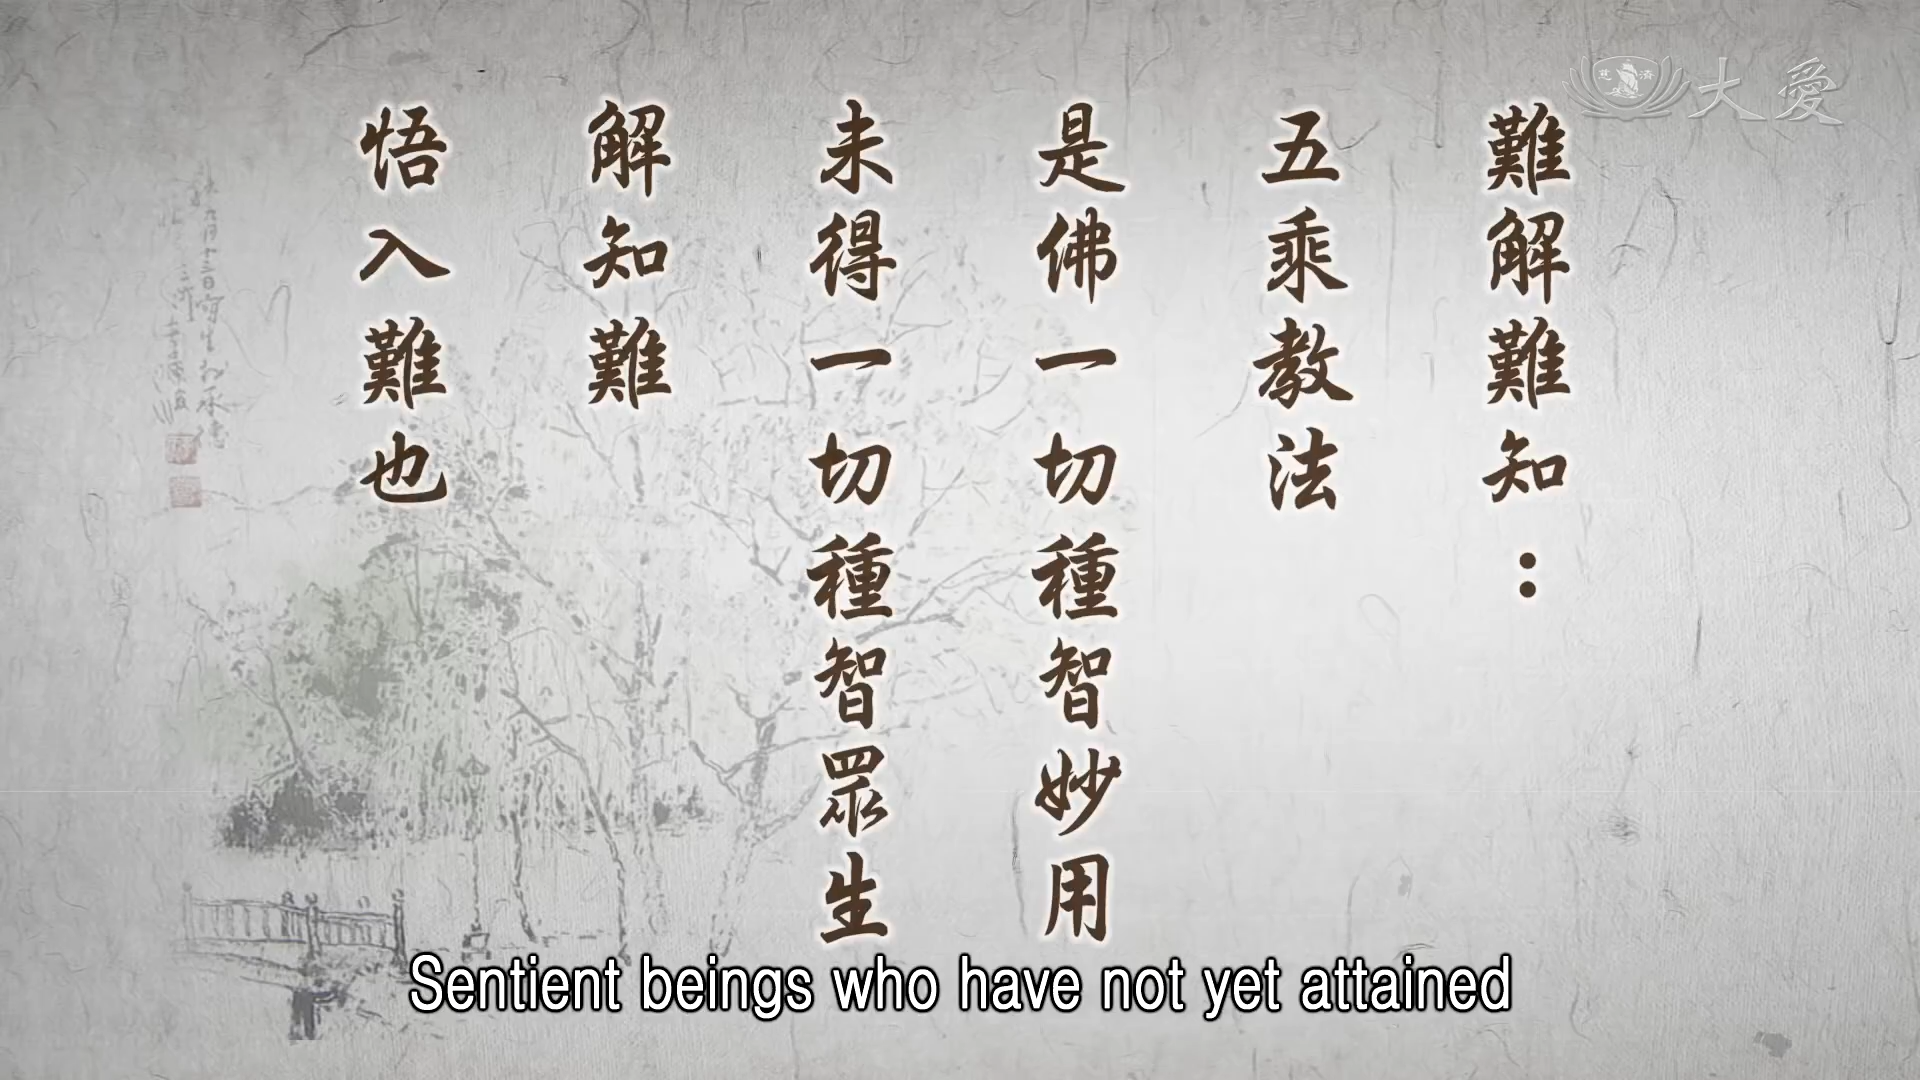 大愛
慈濟
難解難知：
五乘教法
是佛一切種智妙用
未得一切種智眾生
解知難
悟入難也
Sentient beings who have not yet attained